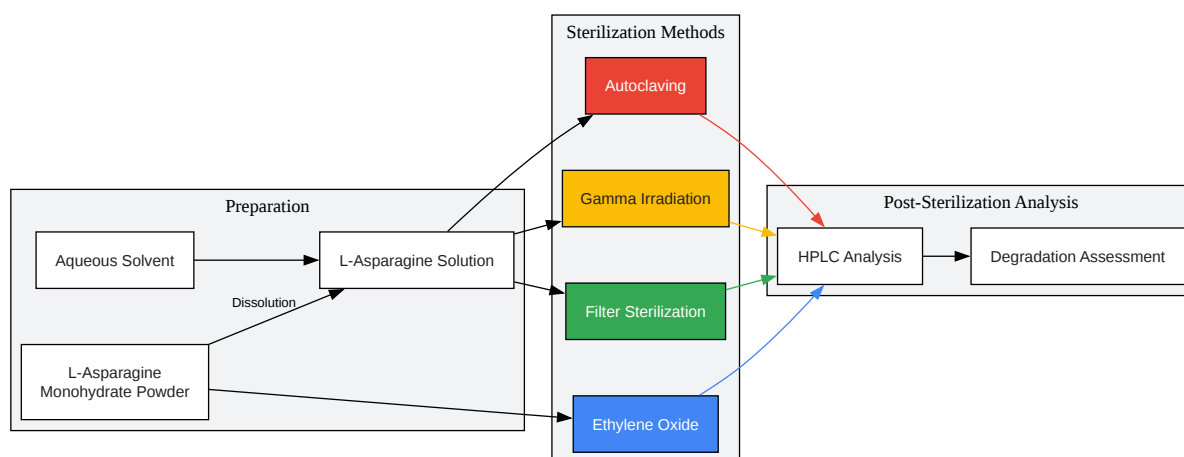 Sterilization Methods
Autoclaving
Gamma Irradiation
Filter Sterilization
Ethylene Oxide
Preparation
Aqueous Solvent
L-Asparagine Solution
Dissolution
L-Asparagine
Monohydrate Powder
Post-Sterilization Analysis
HPLC Analysis
Degradation Assessment